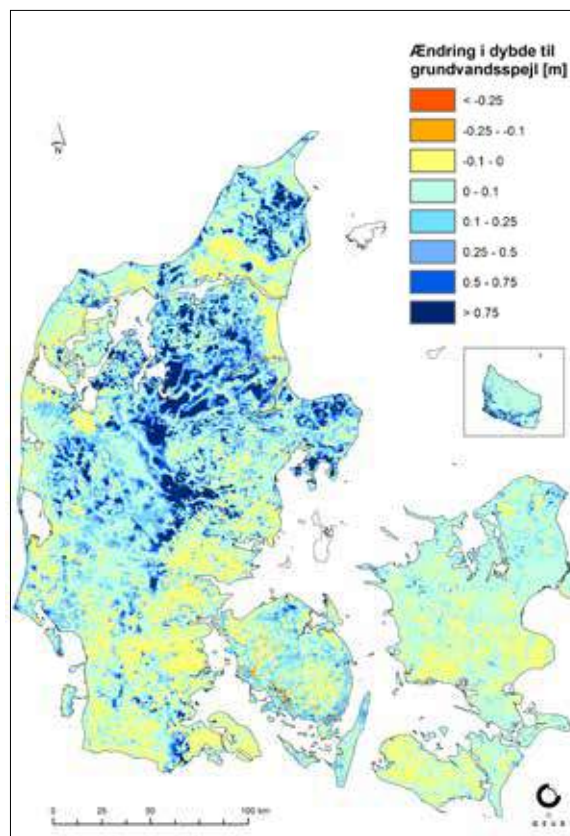 Ændring i dybde til
grundvandsspejl [m]
< -0.25
-0.25 - -0.1
-0.1 - 0
0 - 0.1
0.1 - 0.25
0.25 - 0.5
0.5 - 0.75
> 0.75
N
0 25 50 100 km
G E U S